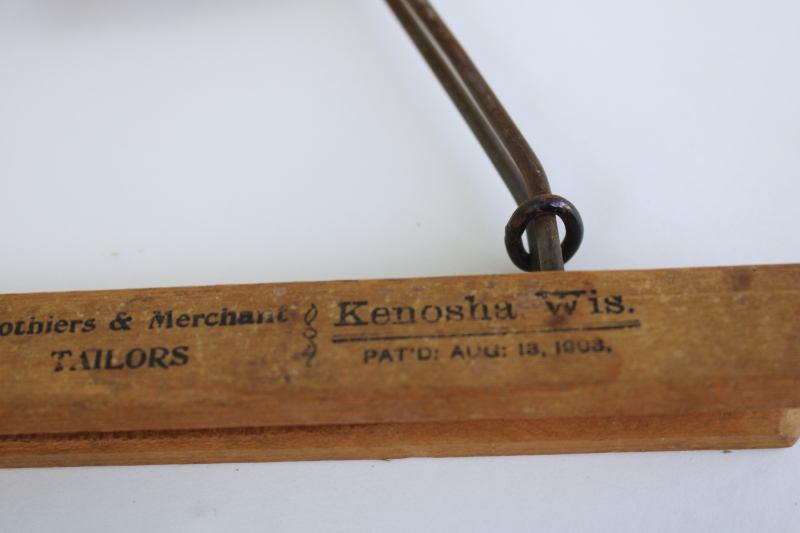 othiers & Merchant
TAILORS
Kenosha Wis.
PAT'D: AUG: 13, 1903.